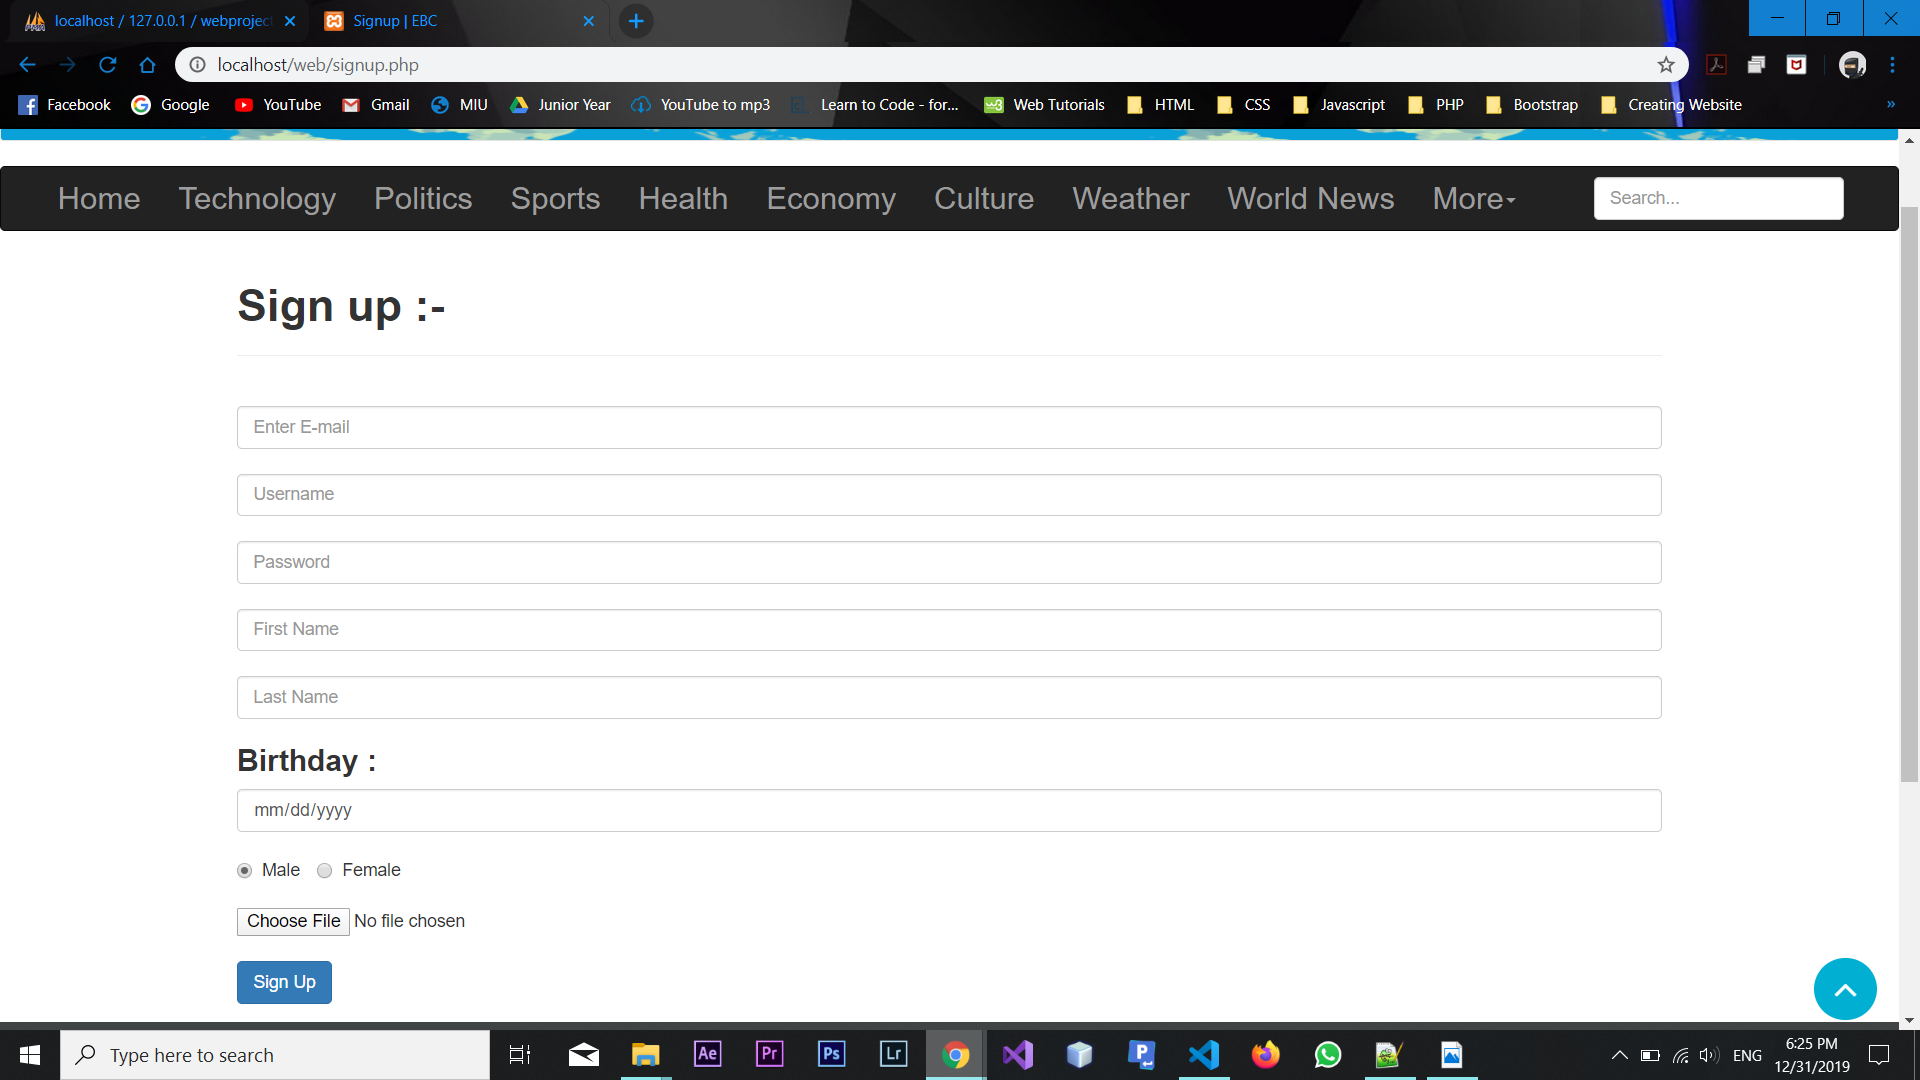 localhost / 127.0.0.1 / webproject
Signup | EBC
localhost/web/signup.php
Facebook Google YouTube Gmail MIU Junior Year YouTube to mp3 Learn to Code - for... Web Tutorials HTML CSS Javascript PHP Bootstrap Creating Website »
Home Technology Politics Sports Health Economy Culture Weather World News More Search...
Sign up :-
Enter E-mail
Username
Password
First Name
Last Name
Birthday :
mm/dd/yyyy
Male Female
Choose File No file chosen
Sign Up
Type here to search
Ae Pr Ps Lr
ENG
6:25 PM
12/31/2019